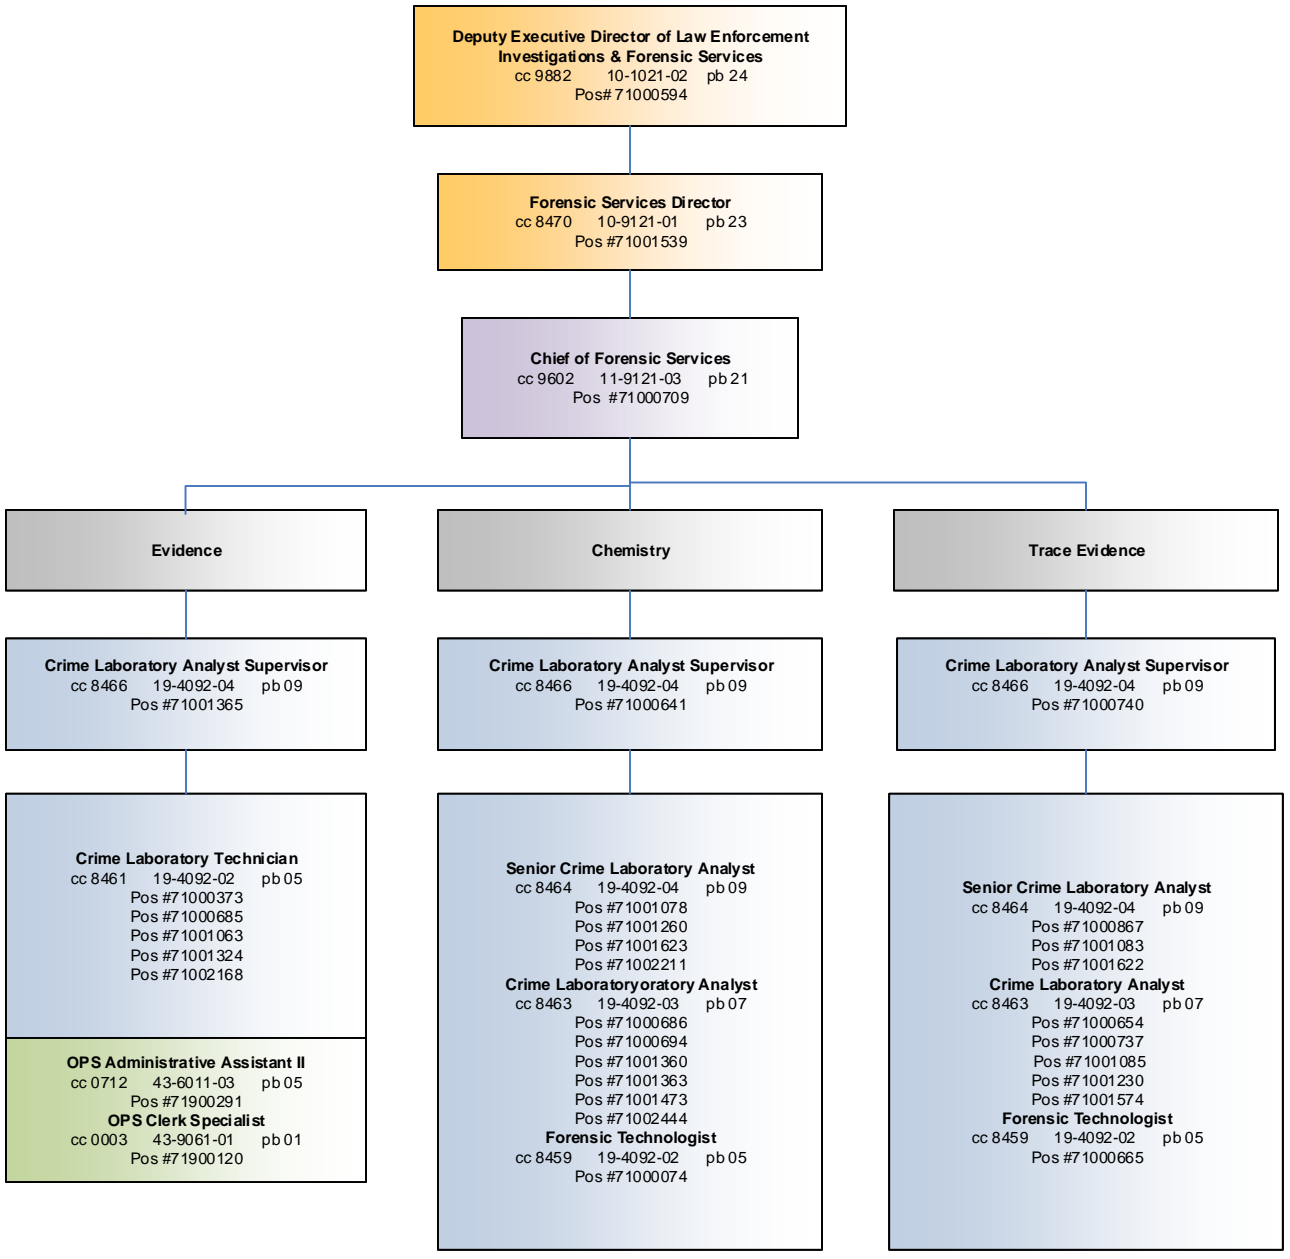 Deputy Executive Director of Law Enforcement
Investigations & Forensic Services
cc 9882 10-1021-02 pb 24
Pos# 71000594
Forensic Services Director
cc 8470 10-9121-01 pb 23
Pos #71001539
Chief of Forensic Services
cc 9602 11-9121-03 pb 21
Pos #71000709
Evidence
Crime Laboratory Analyst Supervisor
cc 8466 19-4092-04 pb 09
Pos #71001365
Crime Laboratory Technician
cc 8461 19-4092-02 pb 05
Pos #71000373
Pos #71000685
Pos #71001063
Pos #71001324
Pos #71002168
OPS Administrative Assistant II
cc 0712 43-6011-03 pb 05
Pos #71900291
OPS Clerk Specialist
cc 0003 43-9061-01 pb 01
Pos #71900120
Chemistry
Crime Laboratory Analyst Supervisor
cc 8466 19-4092-04 pb 09
Pos #71000641
Senior Crime Laboratory Analyst
cc 8464 19-4092-04 pb 09
Pos #71001078
Pos #71001260
Pos #71001623
Pos #71002211
Crime Laboratoryoratory Analyst
cc 8463 19-4092-03 pb 07
Pos #71000686
Pos #71000694
Pos #71001360
Pos #71001363
Pos #71001473
Pos #71002444
Forensic Technologist
cc 8459 19-4092-02 pb 05
Pos #71000074
Trace Evidence
Crime Laboratory Analyst Supervisor
cc 8466 19-4092-04 pb 09
Pos #71000740
Senior Crime Laboratory Analyst
cc 8464 19-4092-04 pb 09
Pos #71000867
Pos #71001083
Pos #71001622
Crime Laboratory Analyst
cc 8463 19-4092-03 pb 07
Pos #71000654
Pos #71000737
Pos #71001085
Pos #71001230
Pos #71001574
Forensic Technologist
cc 8459 19-4092-02 pb 05
Pos #71000665